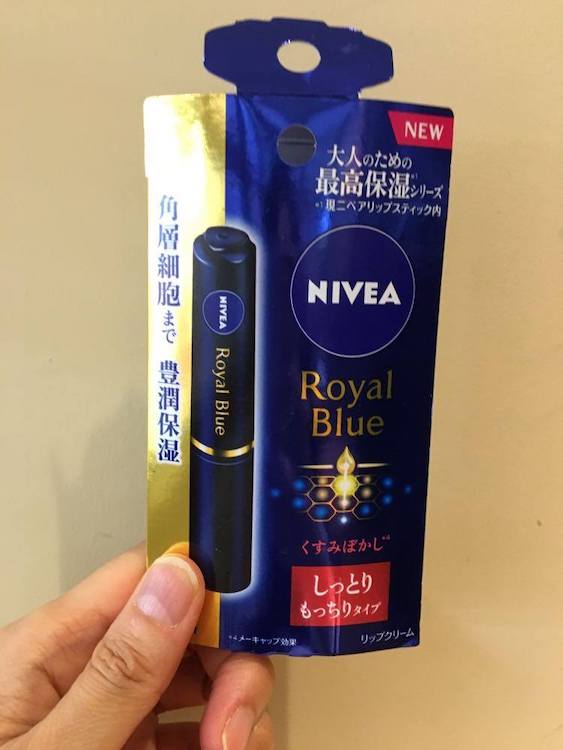 NEW
大人のための
最高保湿※1シリーズ
※1 現ニベアリップスティック内
角層細胞まで 豊潤保湿
NIVEA
Royal
Blue
NIVEA
Royal Blue
くすみぼかし※4
しっとり
もっちりタイプ
※4 メーキャップ効果
リップクリーム